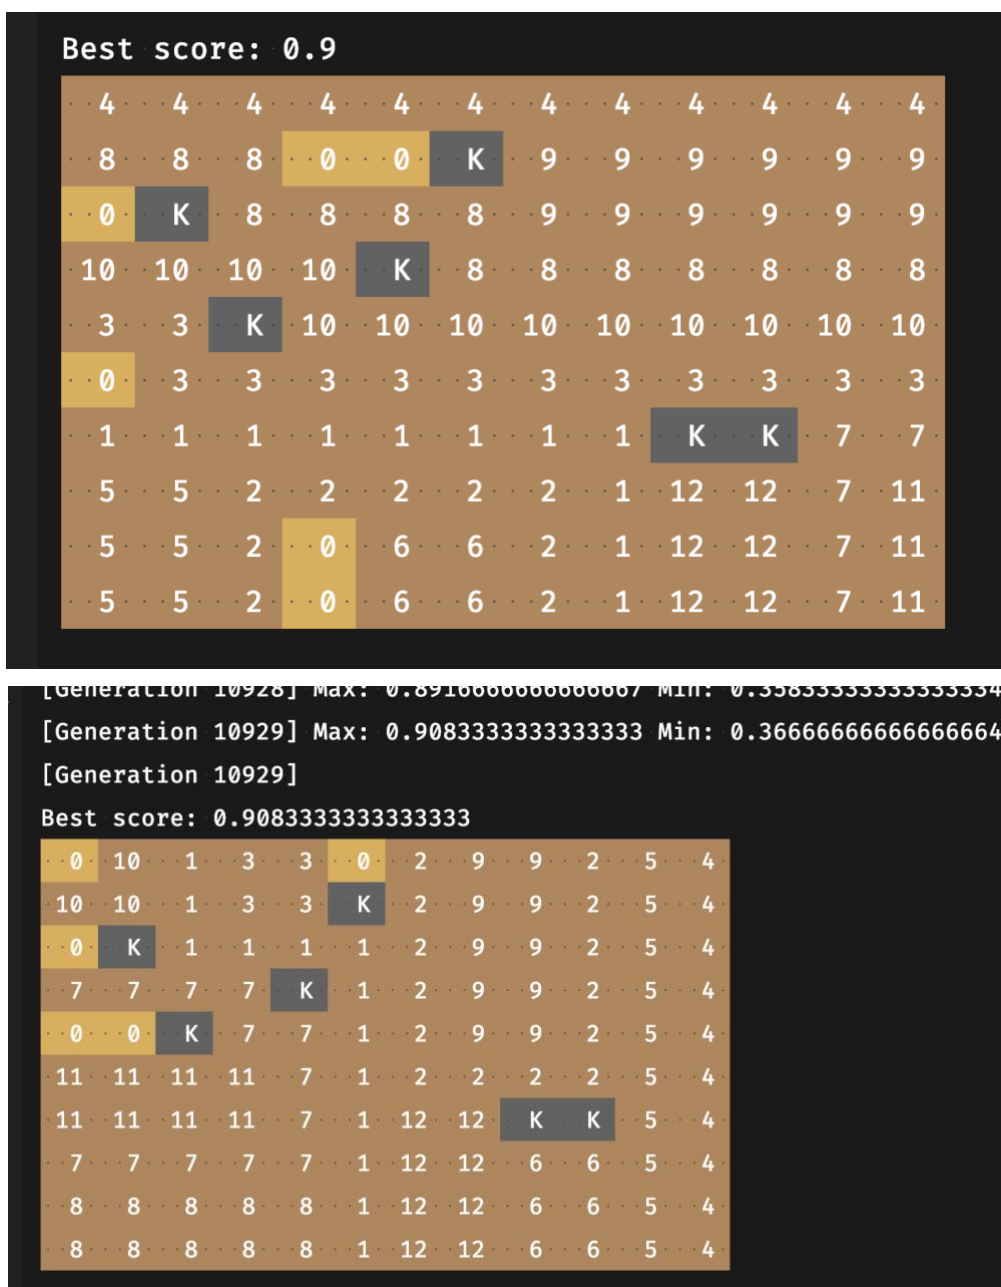 Best score: 0.9
4 4 4 4 4 4 4 4 4 4 4 4
8 8 8 0 0 K 9 9 9 9 9 9
0 K 8 8 8 8 9 9 9 9 9 9
10 10 10 10 K 8 8 8 8 8 8 8
3 3 K 10 10 10 10 10 10 10 10 10
0 3 3 3 3 3 3 3 3 3 3 3
1 1 1 1 1 1 1 1 K K 7 7
5 5 2 2 2 2 2 1 12 12 7 11
5 5 2 0 6 6 2 1 12 12 7 11
5 5 2 0 6 6 2 1 12 12 7 11
[Generation 10928] Max: 0.8916666666666667 Min: 0.35833333333333334
[Generation 10929] Max: 0.9083333333333333 Min: 0.36666666666666664
[Generation 10929]
Best score: 0.9083333333333333
0 10 1 3 3 0 2 9 9 2 5 4
10 10 1 3 3 K 2 9 9 2 5 4
0 K 1 1 1 1 2 9 9 2 5 4
7 7 7 7 K 1 2 9 9 2 5 4
0 0 K 7 7 1 2 9 9 2 5 4
11 11 11 11 7 1 2 2 2 2 5 4
11 11 11 11 7 1 12 12 K K 5 4
7 7 7 7 7 1 12 12 6 6 5 4
8 8 8 8 8 1 12 12 6 6 5 4
8 8 8 8 8 1 12 12 6 6 5 4